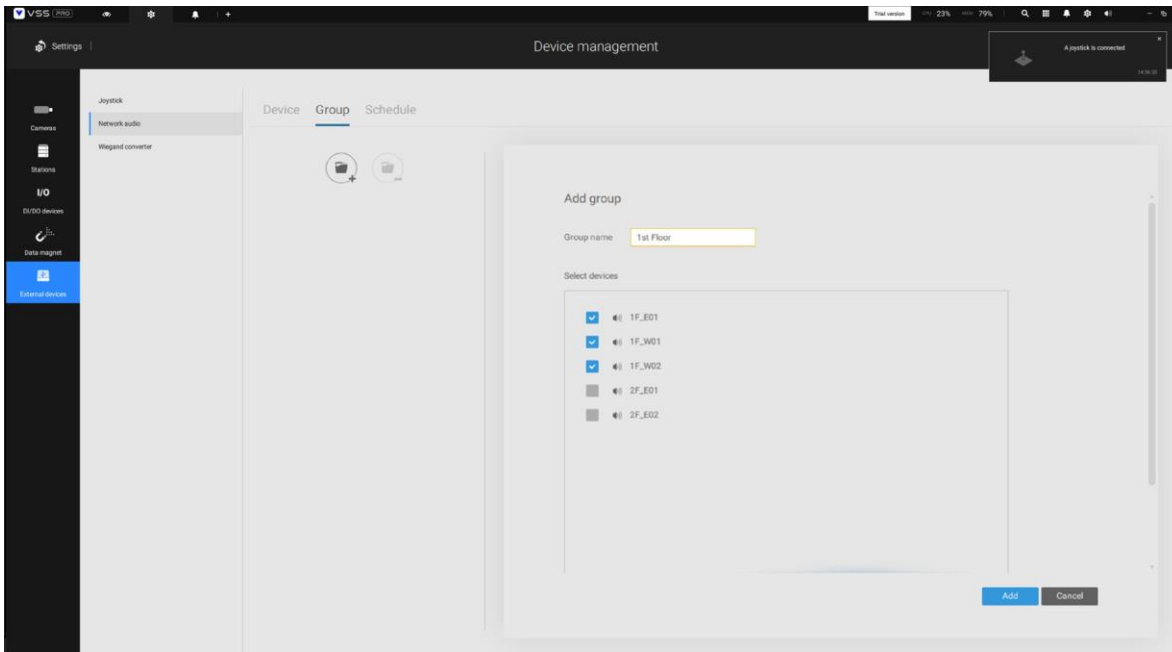 VSS PRO
Trial version
CPU 23%
MEM 79%
Settings
Device management
A joystick is connected
Cameras
Stations
I/O
DI/DO devices
Data magnet
External devices
Joystick
Network audio
Wiegand converter
Device Group Schedule
Add group
Group name 1st Floor
Select devices
1F_E01
1F_W01
1F_W02
2F_E01
2F_E02
Add Cancel